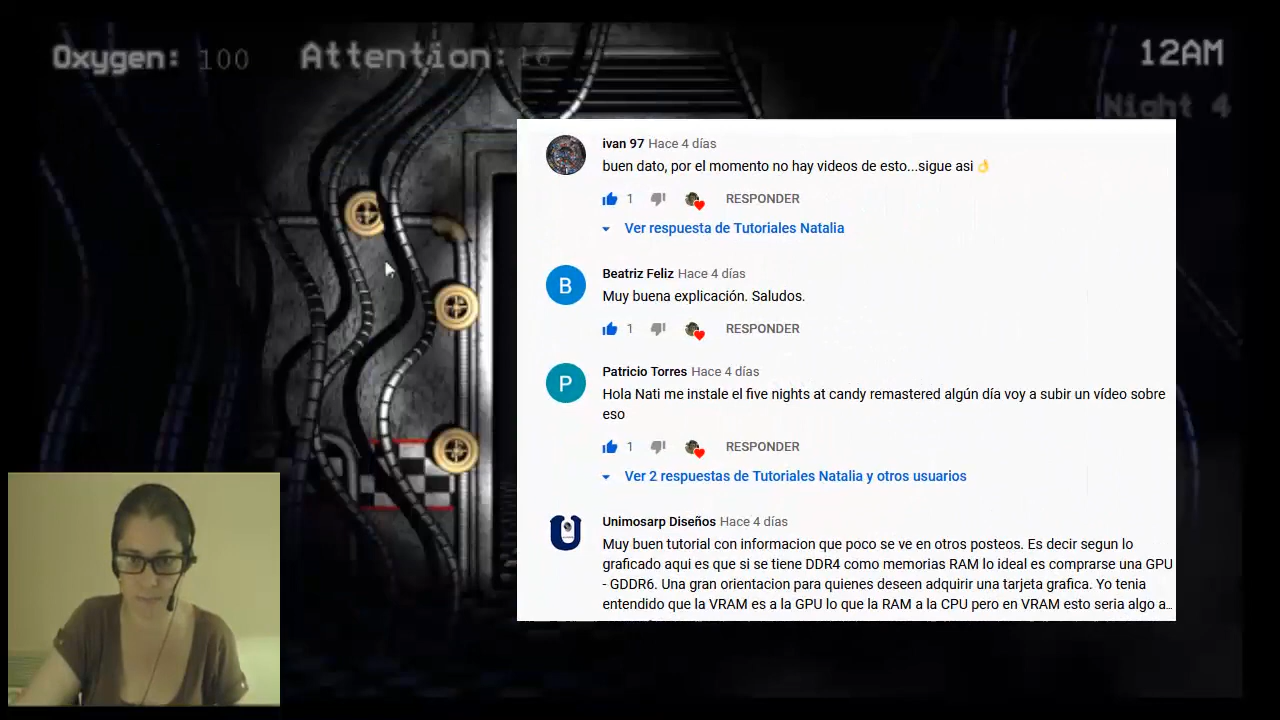 Oxygen: 100 Attention: 16
12AM
Night 4
ivan 97 Hace 4 días
buen dato, por el momento no hay videos de esto...sigue asi 👌
1 RESPONDER
Ver respuesta de Tutoriales Natalia
B
Beatriz Feliz Hace 4 días
Muy buena explicación. Saludos.
1 RESPONDER
P
Patricio Torres Hace 4 días
Hola Nati me instale el five nights at candy remastered algún día voy a subir un vídeo sobre
eso
1 RESPONDER
Ver 2 respuestas de Tutoriales Natalia y otros usuarios
Unimosarp Diseños Hace 4 días
Muy buen tutorial con informacion que poco se ve en otros posteos. Es decir segun lo
graficado aqui es que si se tiene DDR4 como memorias RAM lo ideal es comprarse una GPU
- GDDR6. Una gran orientacion para quienes deseen adquirir una tarjeta grafica. Yo tenia
entendido que la VRAM es a la GPU lo que la RAM a la CPU pero en VRAM esto seria algo a...